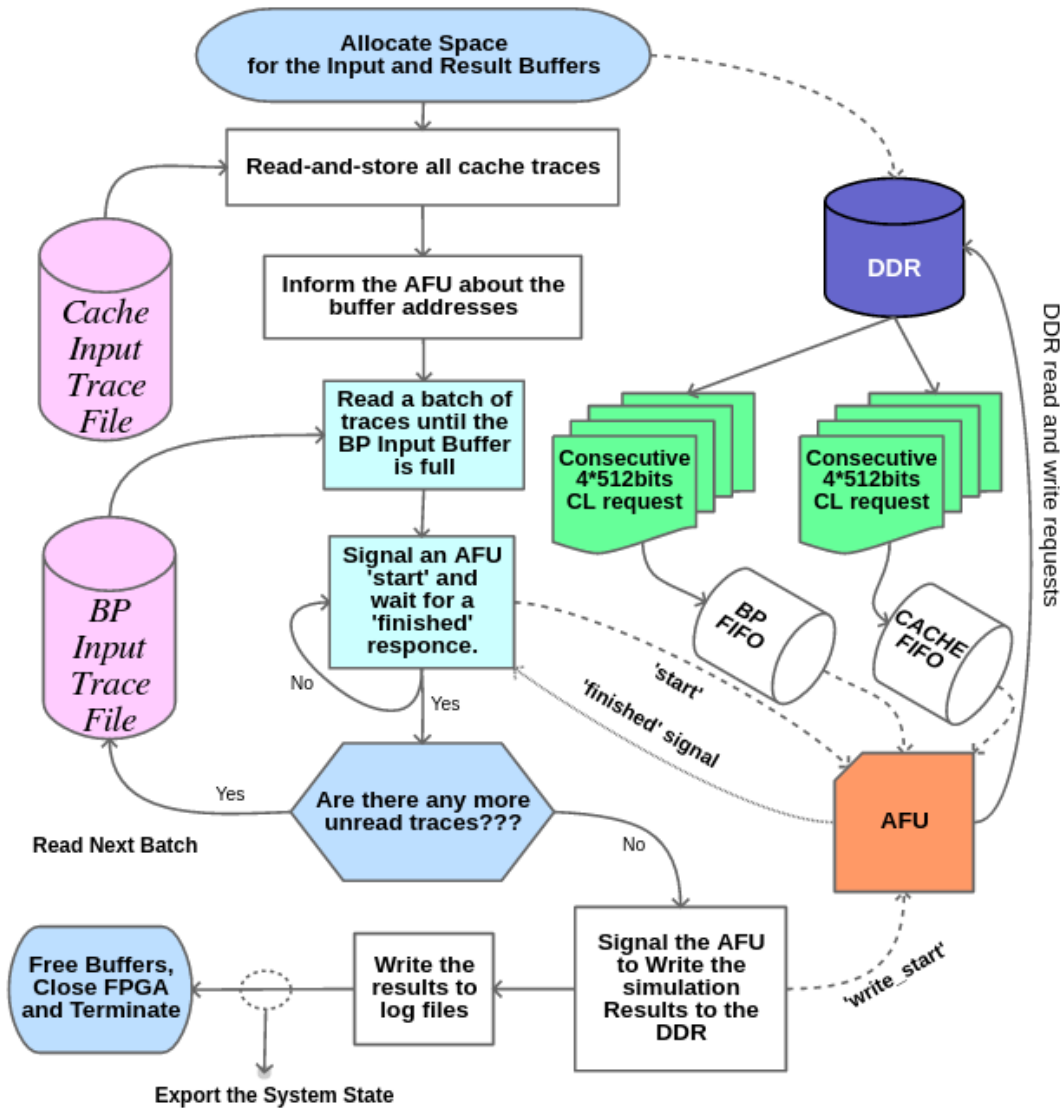 Allocate Space
for the Input and Result Buffers
Read-and-store all cache traces
Cache
Input
Trace
File
Inform the AFU about the
buffer addresses
DDR
DDR read and write requests
Read a batch of
traces until the
BP Input Buffer
is full
Consecutive
4*512bits
CL request
Consecutive
4*512bits
CL request
BP
Input
Trace
File
Signal an AFU
'start' and
wait for a
'finished'
responce.
No
Yes
BP
FIFO
CACHE
FIFO
'start'
'finished' signal
Are there any more
unread traces???
Yes
No
Read Next Batch
AFU
Signal the AFU
to Write the
simulation
Results to the
DDR
'write_start'
Write the
results to
log files
Free Buffers,
Close FPGA
and Terminate
Export the System State